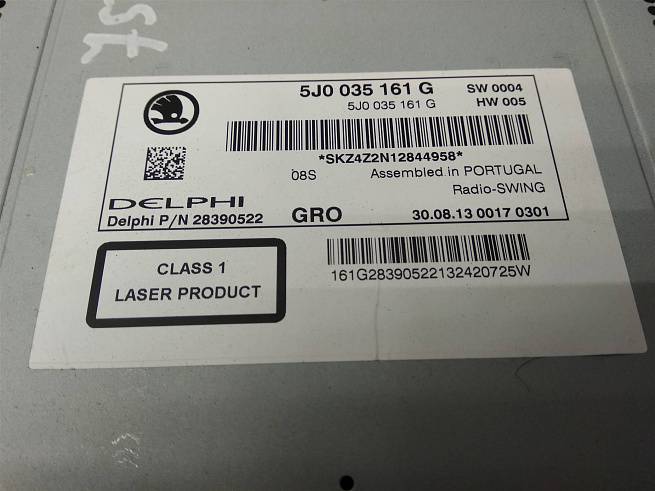 5J0 035 161 G SW 0004
5J0 035 161 G HW 005
*SKZ4Z2N12844958*
08S Assembled in PORTUGAL
Radio-SWING
DELPHI
Delphi P/N 28390522 GRO 30.08.13 0017 0301
CLASS 1
LASER PRODUCT
161G28390522132420725W